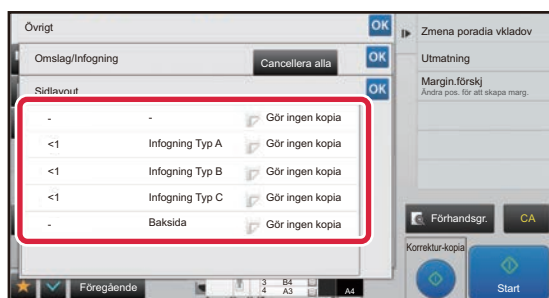 Övrigt
OK
Omslag/Infogning
Cancellera alla
OK
Sidlayout
OK
- - Gör ingen kopia
<1 Infogning Typ A Gör ingen kopia
<1 Infogning Typ B Gör ingen kopia
<1 Infogning Typ C Gör ingen kopia
- Baksida Gör ingen kopia
Föregående
3 B4
4 A3
A4
Zmena poradia vkladov
Utmatning
Margin.förskj
Ändra pos. för att skapa marg.
Förhandsgr.
CA
Korrektur-kopia
Start